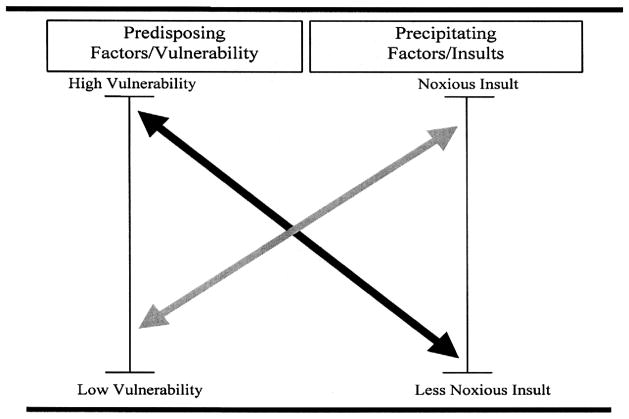 Predisposing
Factors/Vulnerability
Precipitating
Factors/Insults
High Vulnerability
Noxious Insult
Low Vulnerability
Less Noxious Insult